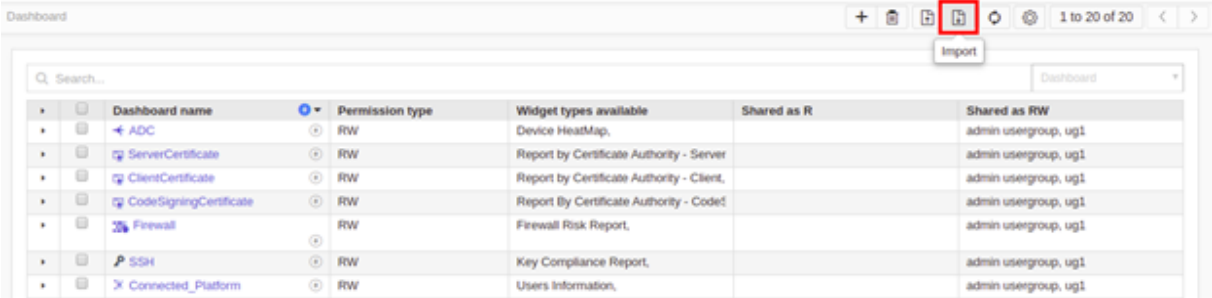 Dashboard
1 to 20 of 20
Import
Search...
Dashboard
Dashboard name Permission type Widget types available Shared as R Shared as RW
ADC RW Device HeatMap, admin usergroup, ug1
ServerCertificate RW Report by Certificate Authority - Server admin usergroup, ug1
ClientCertificate RW Report by Certificate Authority - Client, admin usergroup, ug1
CodeSigningCertificate RW Report By Certificate Authority - CodeS admin usergroup, ug1
Firewall RW Firewall Risk Report, admin usergroup, ug1
SSH RW Key Compliance Report, admin usergroup, ug1
Connected_Platform RW Users Information, admin usergroup, ug1